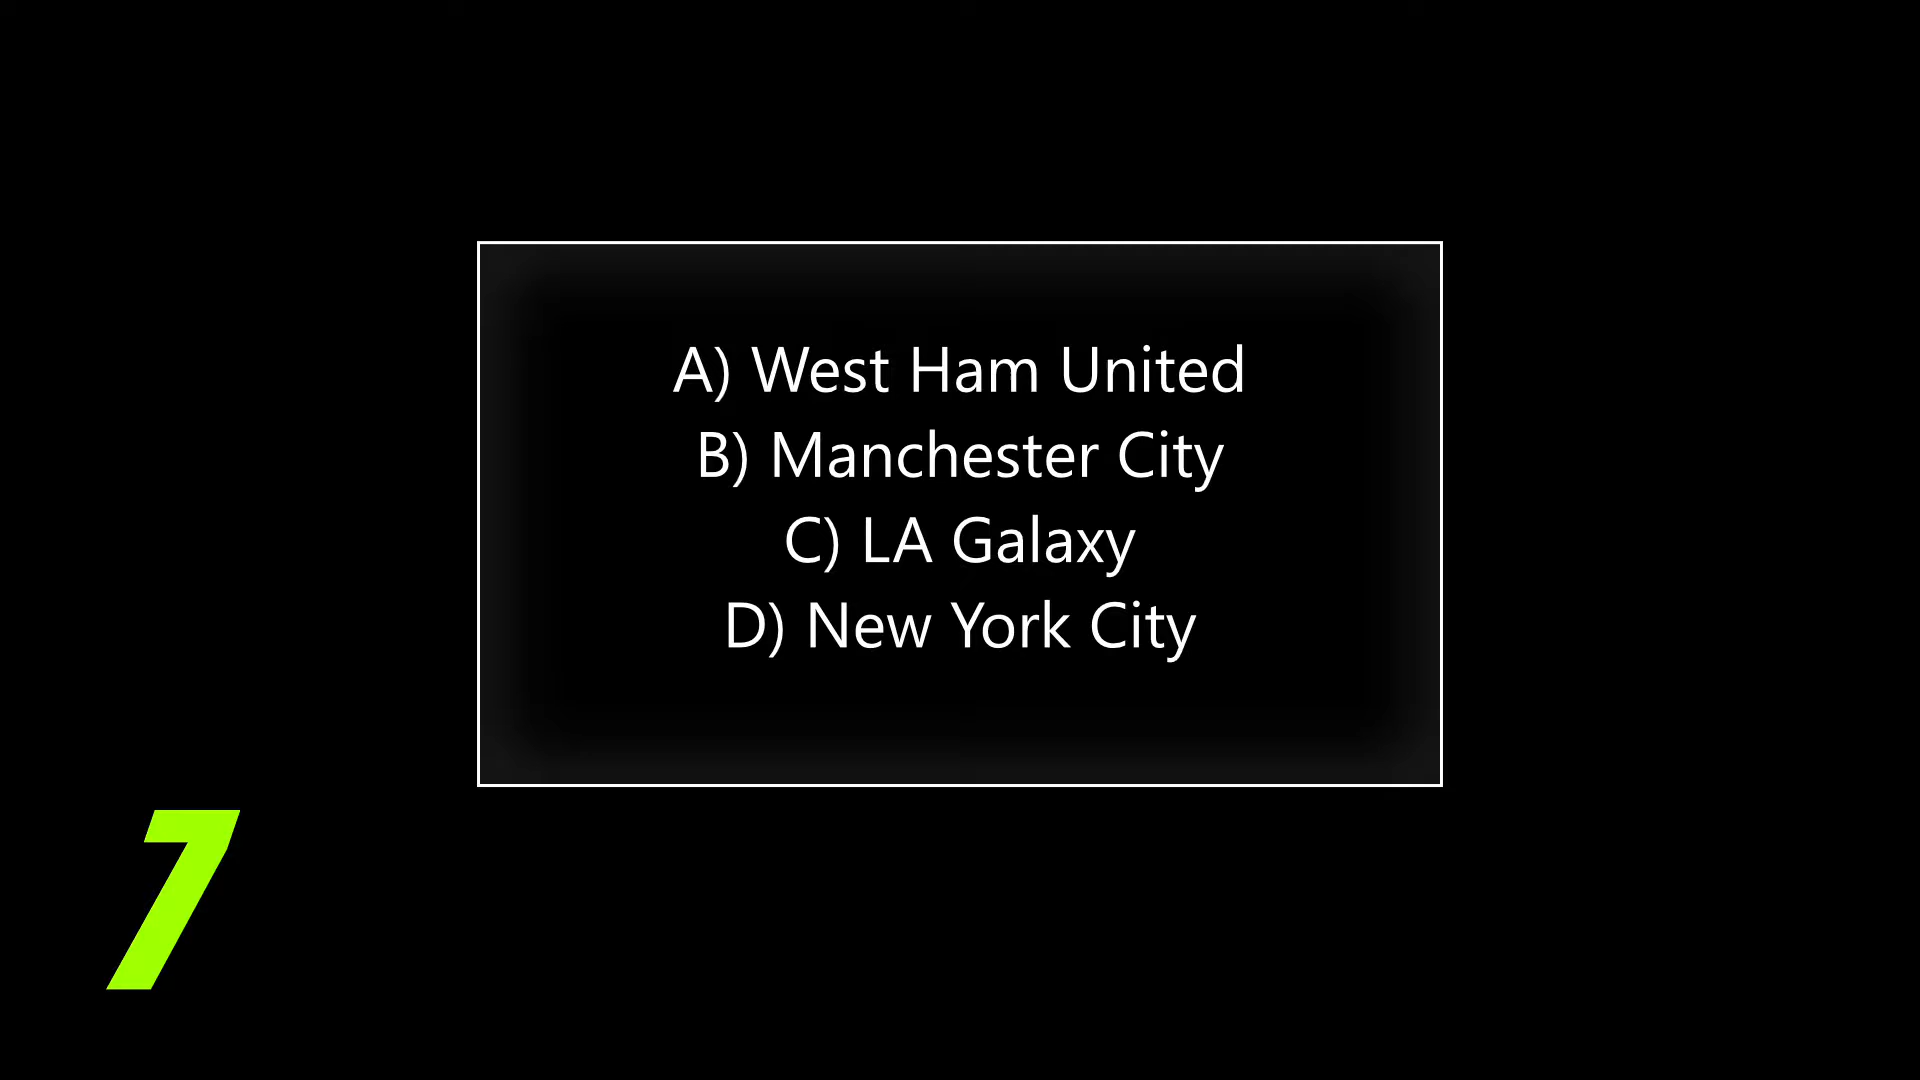 A) West Ham United
B) Manchester City
C) LA Galaxy
D) New York City
7